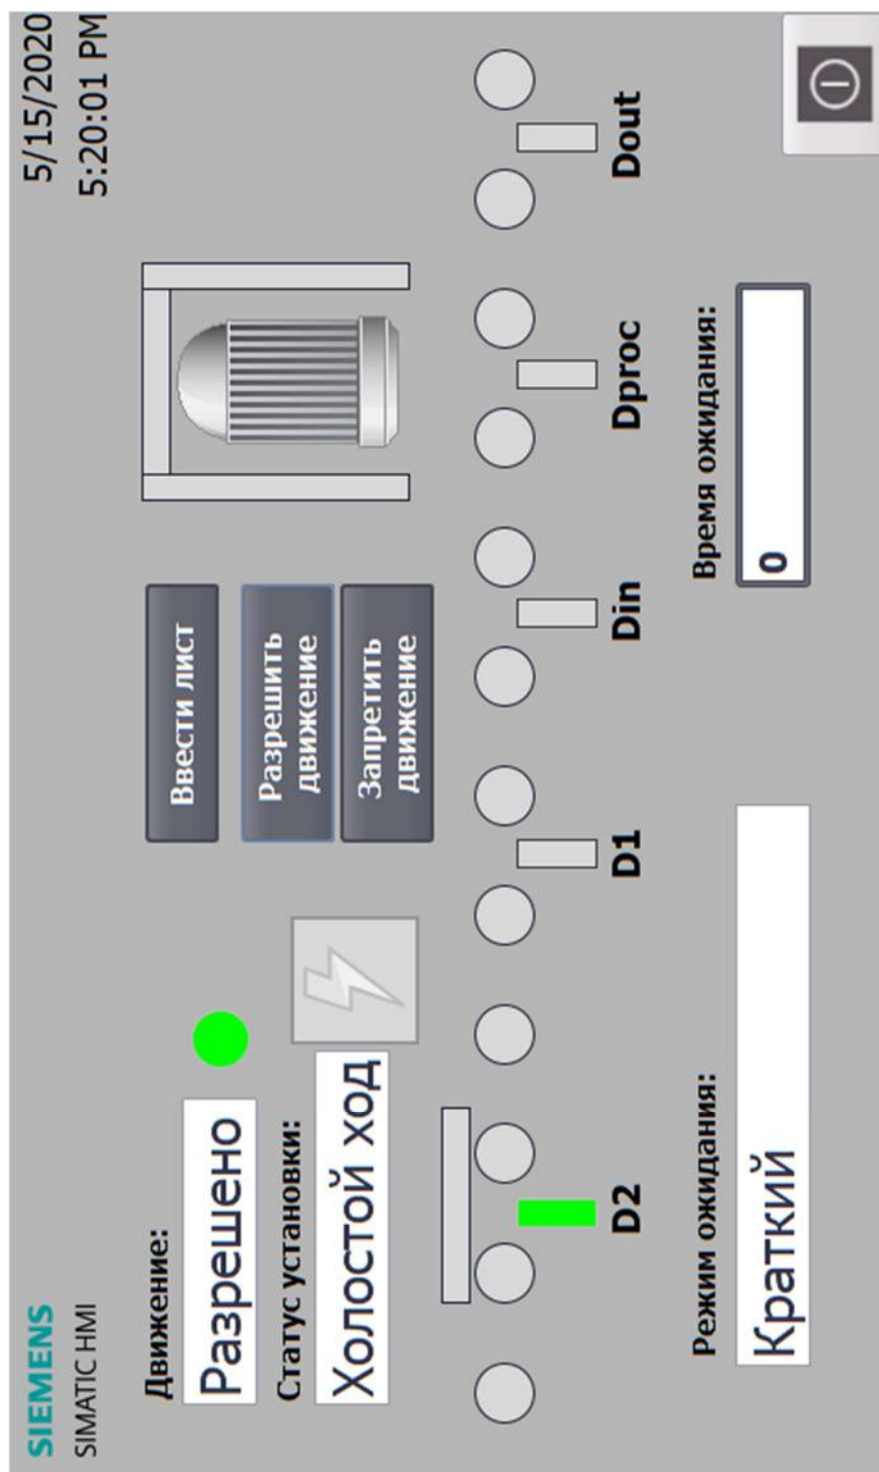 SIEMENS
SIMATIC HMI
5/15/2020
5:20:01 PM
Движение:
Разрешено
Статус установки:
Холостой ход
Ввести лист
Разрешить
движение
Запретить
движение
D2
D1
Din
Dproc
Dout
Режим ожидания:
Краткий
Время ожидания:
0